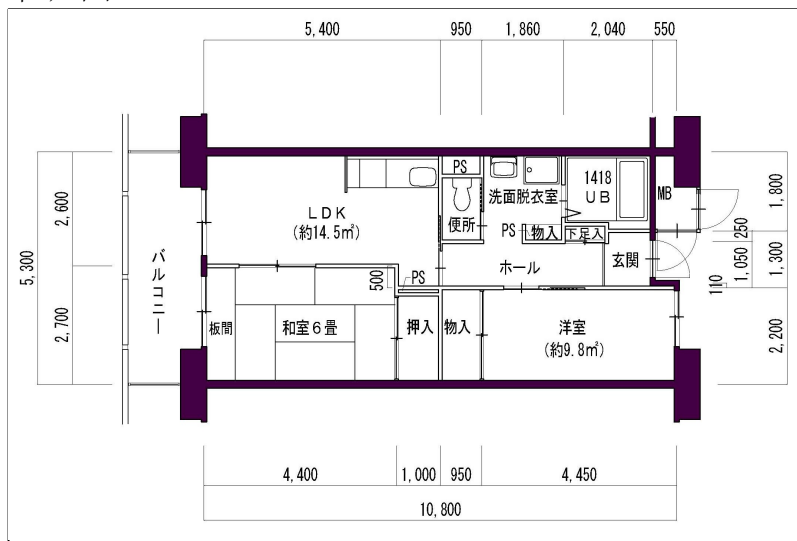 5,400
950
1,860
2,040
550
5,300
2,600
2,700
バルコニー
LDK
(約14.5㎡)
PS
便所
洗面脱衣室
1418
UB
MB
PS
物入
下足入
玄関
ホール
500
PS
板間
和室6畳
押入
物入
洋室
(約9.8㎡)
1,800
250
1,050
1,300
110
2,200
4,400
1,000
950
4,450
10,800